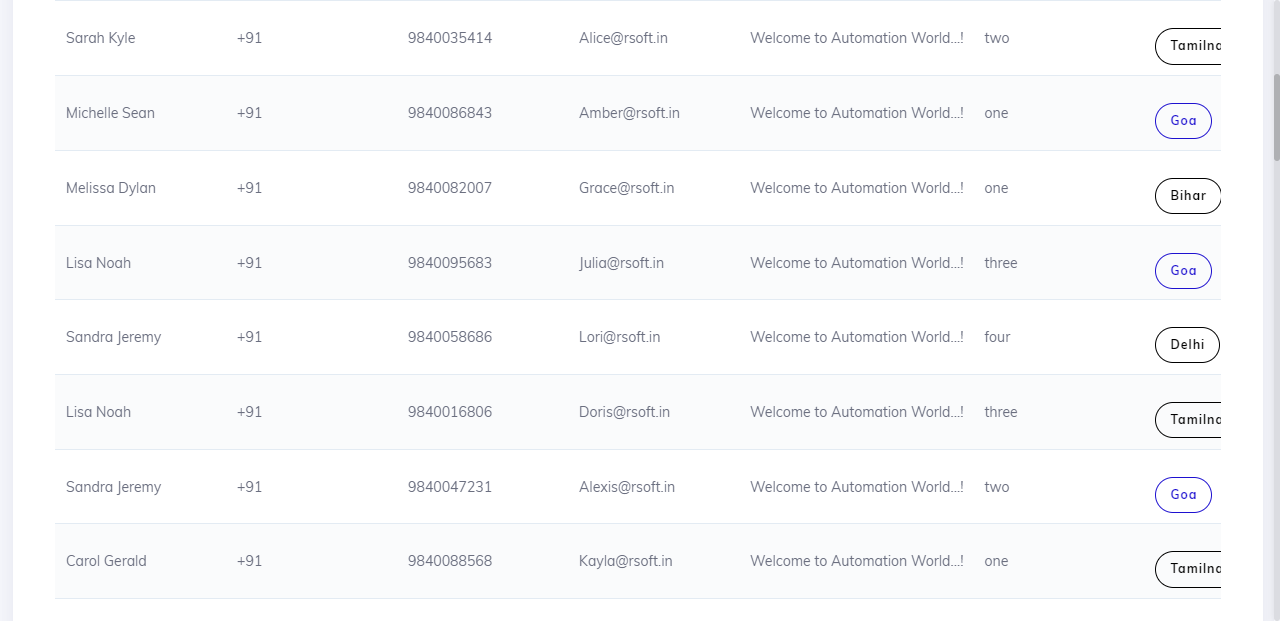 Sarah Kyle +91 9840035414 Alice@rsoft.in Welcome to Automation World...! two Tamilna
Michelle Sean +91 9840086843 Amber@rsoft.in Welcome to Automation World...! one Goa
Melissa Dylan +91 9840082007 Grace@rsoft.in Welcome to Automation World...! one Bihar
Lisa Noah +91 9840095683 Julia@rsoft.in Welcome to Automation World...! three Goa
Sandra Jeremy +91 9840058686 Lori@rsoft.in Welcome to Automation World...! four Delhi
Lisa Noah +91 9840016806 Doris@rsoft.in Welcome to Automation World...! three Tamilna
Sandra Jeremy +91 9840047231 Alexis@rsoft.in Welcome to Automation World...! two Goa
Carol Gerald +91 9840088568 Kayla@rsoft.in Welcome to Automation World...! one Tamilna